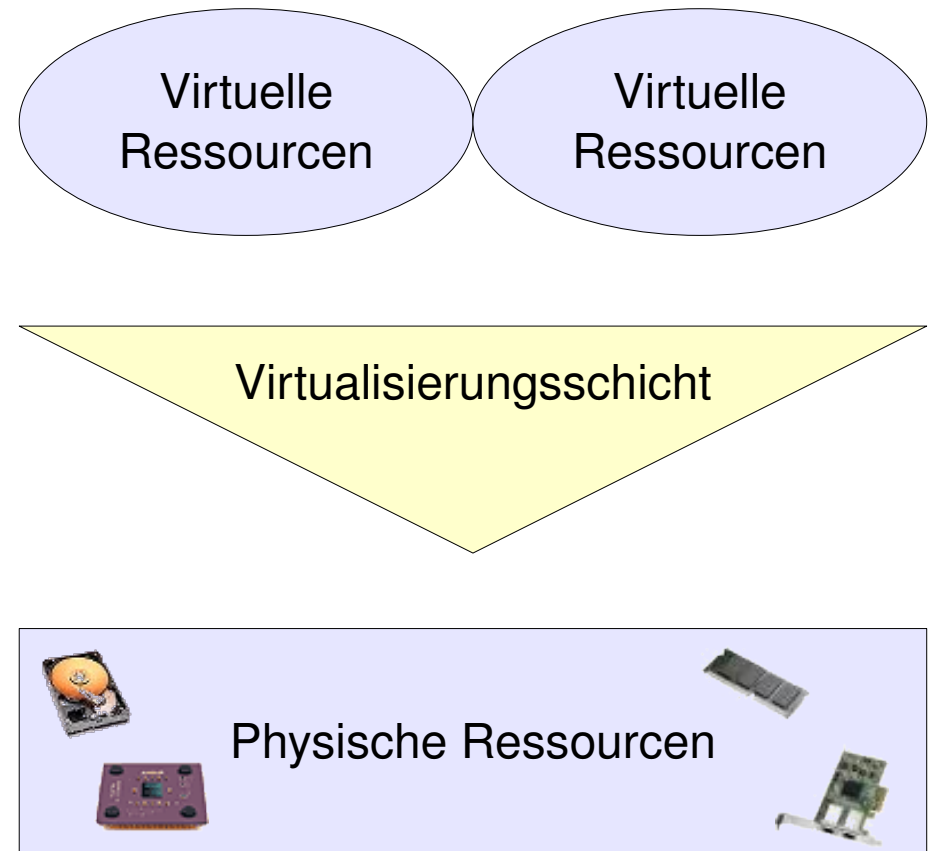 Virtuelle
Ressourcen
Virtuelle
Ressourcen
Virtualisierungsschicht
Physische Ressourcen